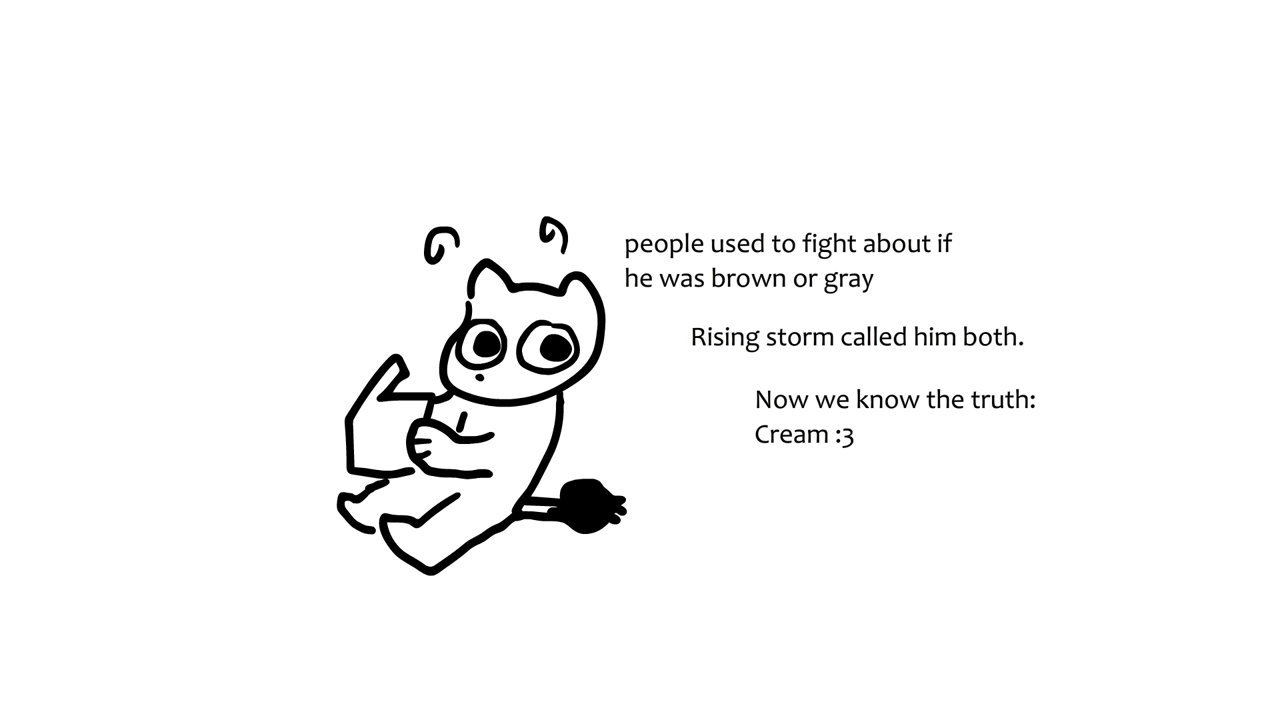 people used to fight about if
he was brown or gray
Rising storm called him both.
Now we know the truth:
Cream :3